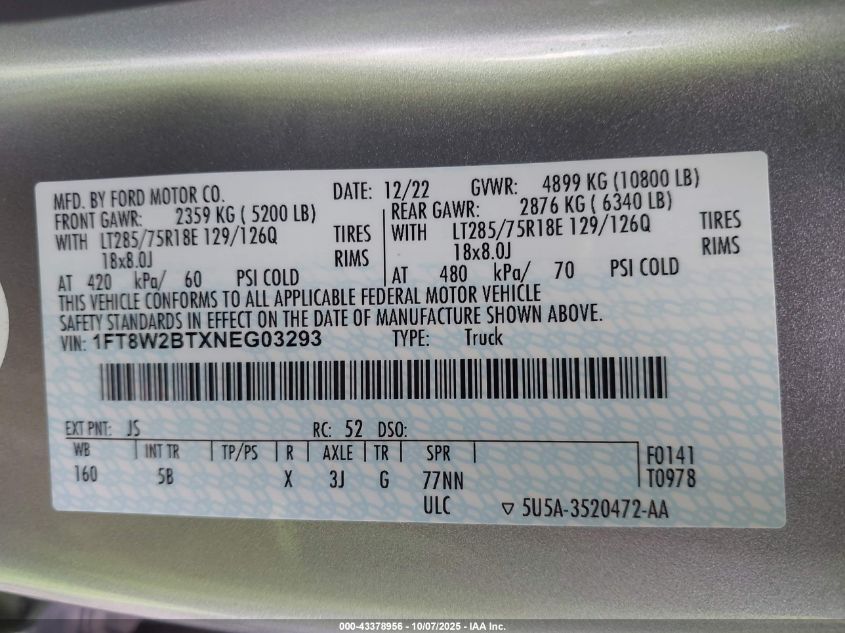 MFD. BY FORD MOTOR CO. DATE: 12/22 GVWR: 4899 KG (10800 LB)
FRONT GAWR: 2359 KG ( 5200 LB) REAR GAWR: 2876 KG ( 6340 LB)
WITH LT285/75R18E 129/126Q TIRES WITH LT285/75R18E 129/126Q TIRES
18x8.0J RIMS 18x8.0J RIMS
AT 420 kPa/ 60 PSI COLD AT 480 kPa/ 70 PSI COLD
THIS VEHICLE CONFORMS TO ALL APPLICABLE FEDERAL MOTOR VEHICLE
SAFETY STANDARDS IN EFFECT ON THE DATE OF MANUFACTURE SHOWN ABOVE.
VIN: 1FT8W2BTXNEG03293 TYPE: Truck
EXT PNT: JS RC: 52 DSO:
WB INT TR TP/PS R AXLE TR SPR F0141
160 5B X 3J G 77NN T0978
ULC ▽ 5U5A-3520472-AA
000-43378956 - 10/07/2025 - IAA Inc.